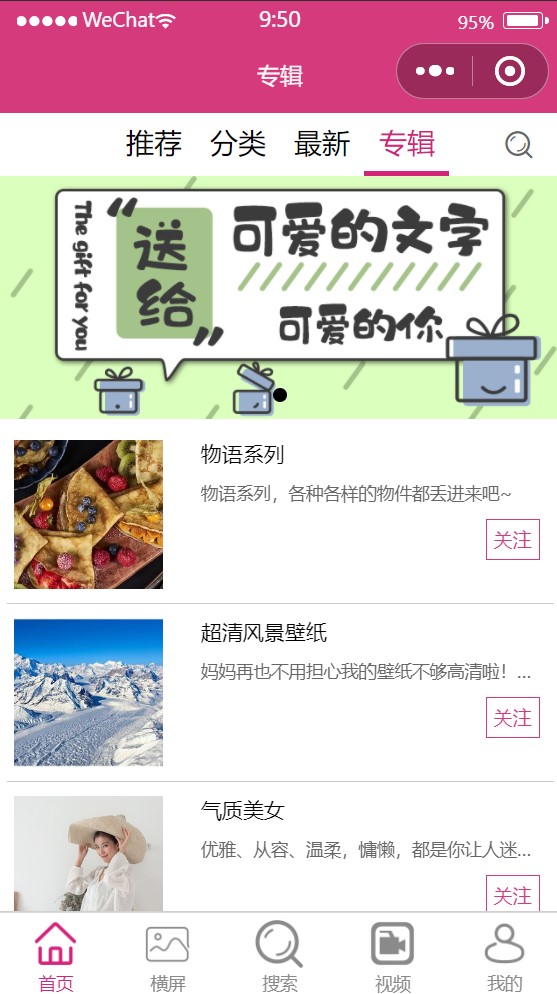 WeChat 9:50 95%
专辑
推荐 分类 最新 专辑
The gift for you
“送给”
可爱的文字
可爱的你
物语系列
物语系列，各种各样的物件都丢进来吧~
关注
超清风景壁纸
妈妈再也不用担心我的壁纸不够高清啦！...
关注
气质美女
优雅、从容、温柔，慵懒，都是你让人迷...
关注
首页 横屏 搜索 视频 我的